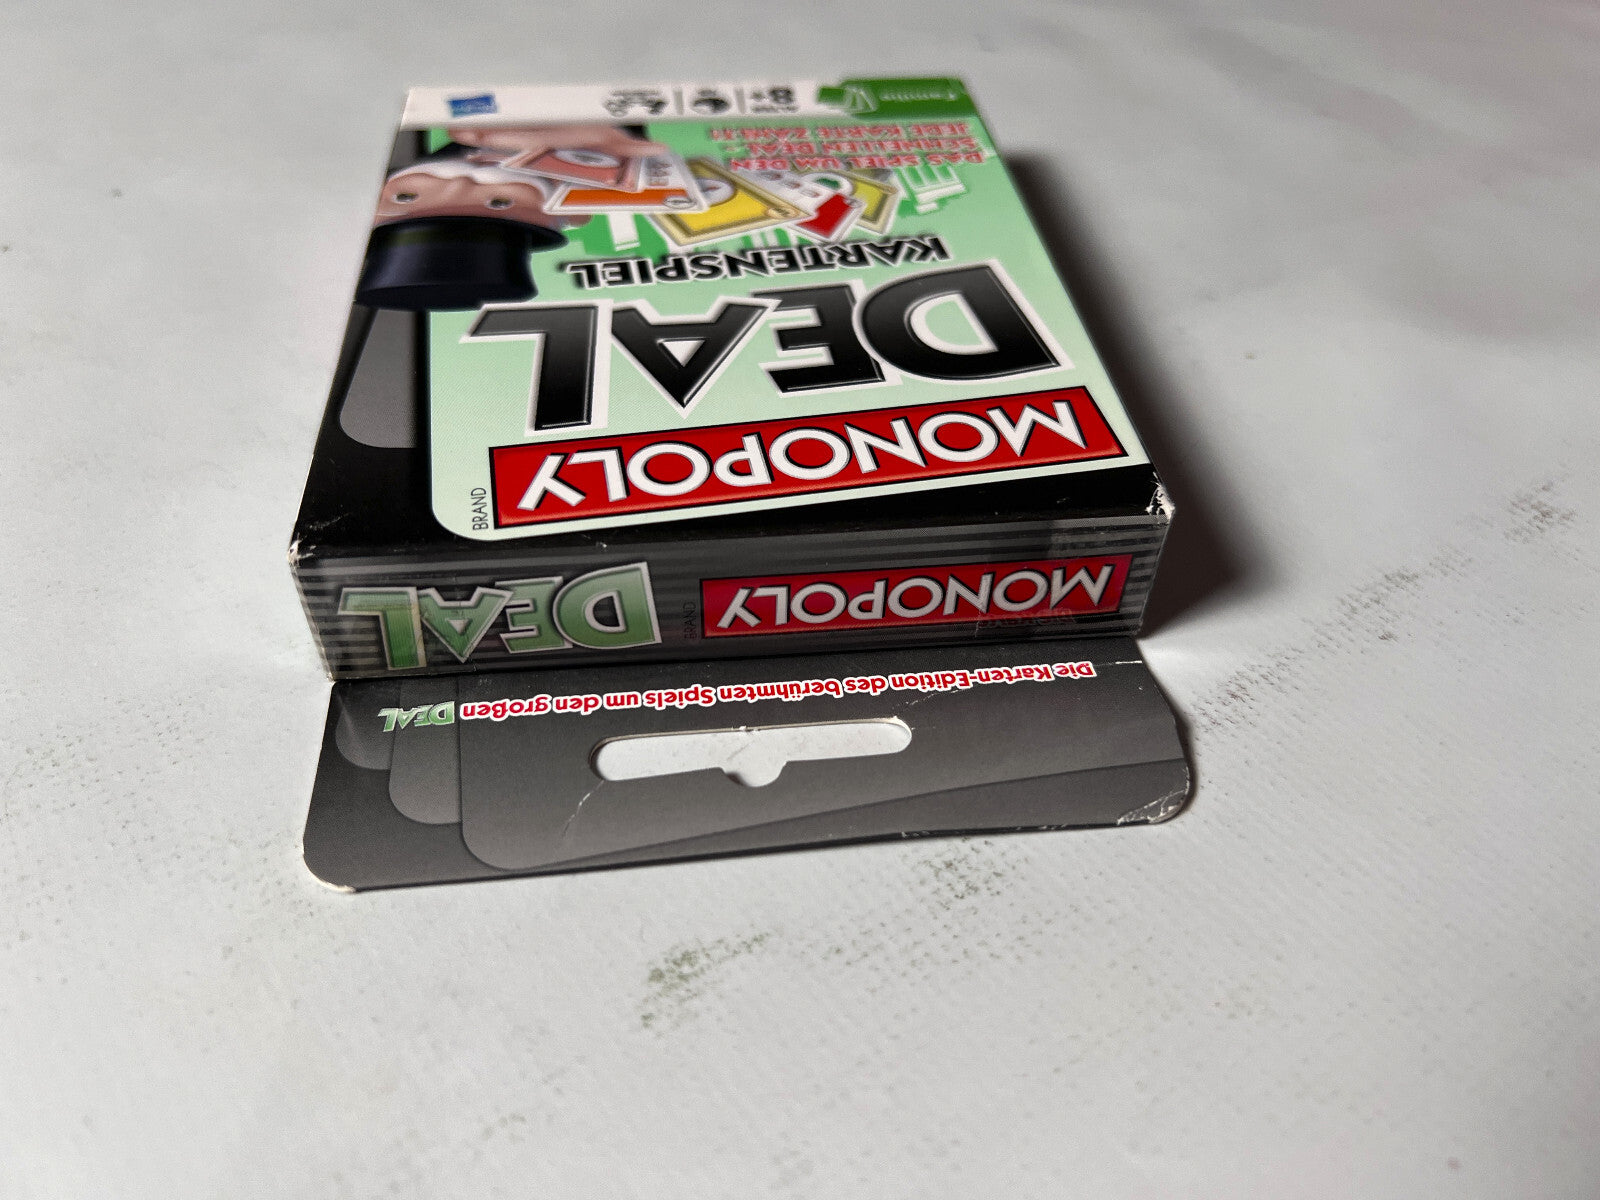 MONOPOLY
BRAND
DEAL
KARTENSPIEL
DAS SPIEL UM DEN
SCHNELLEN DEAL -
JEDE KARTE ZÄHLT!
8+
MONOPOLY
BRAND
DEAL
Die Karten-Edition des berühmten Spiels um den großen DEAL